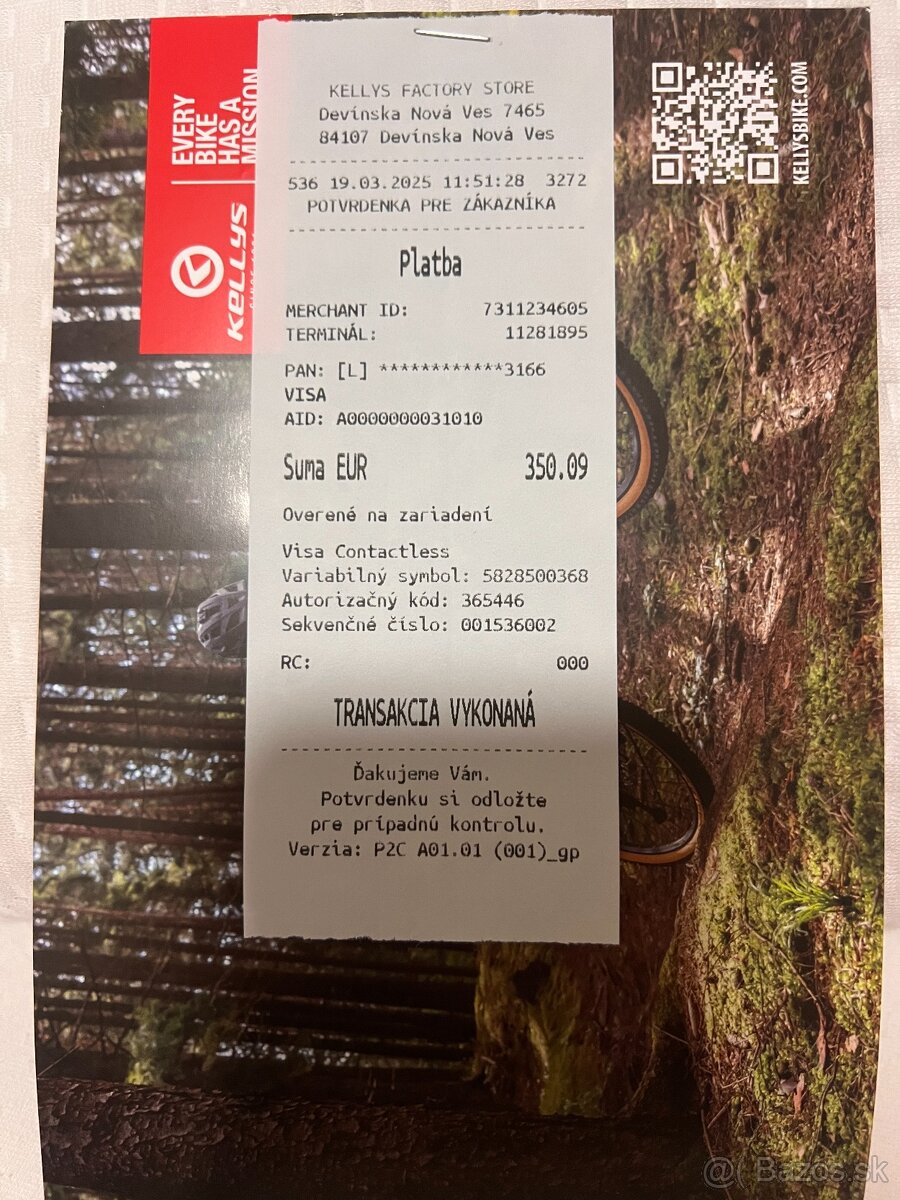 EVERY
BIKE
HAS A
MISSION
KELLYS
KELLYSBIKE.COM
KELLYS FACTORY STORE
Devínska Nová Ves 7465
84107 Devínska Nová Ves
536 19.03.2025 11:51:28 3272
POTVRDENKA PRE ZÁKAZNÍKA
Platba
MERCHANT ID: 7311234605
TERMINÁL: 11281895
PAN: [L] ************3166
VISA
AID: A0000000031010
Suma EUR 350.09
Overené na zariadení
Visa Contactless
Variabilný symbol: 5828500368
Autorizačný kód: 365446
Sekvenčné číslo: 001536002
RC: 000
TRANSAKCIA VYKONANÁ
Ďakujeme Vám.
Potvrdenku si odložte
pre prípadnú kontrolu.
Verzia: P2C A01.01 (001)_gp
@( Bazos.sk